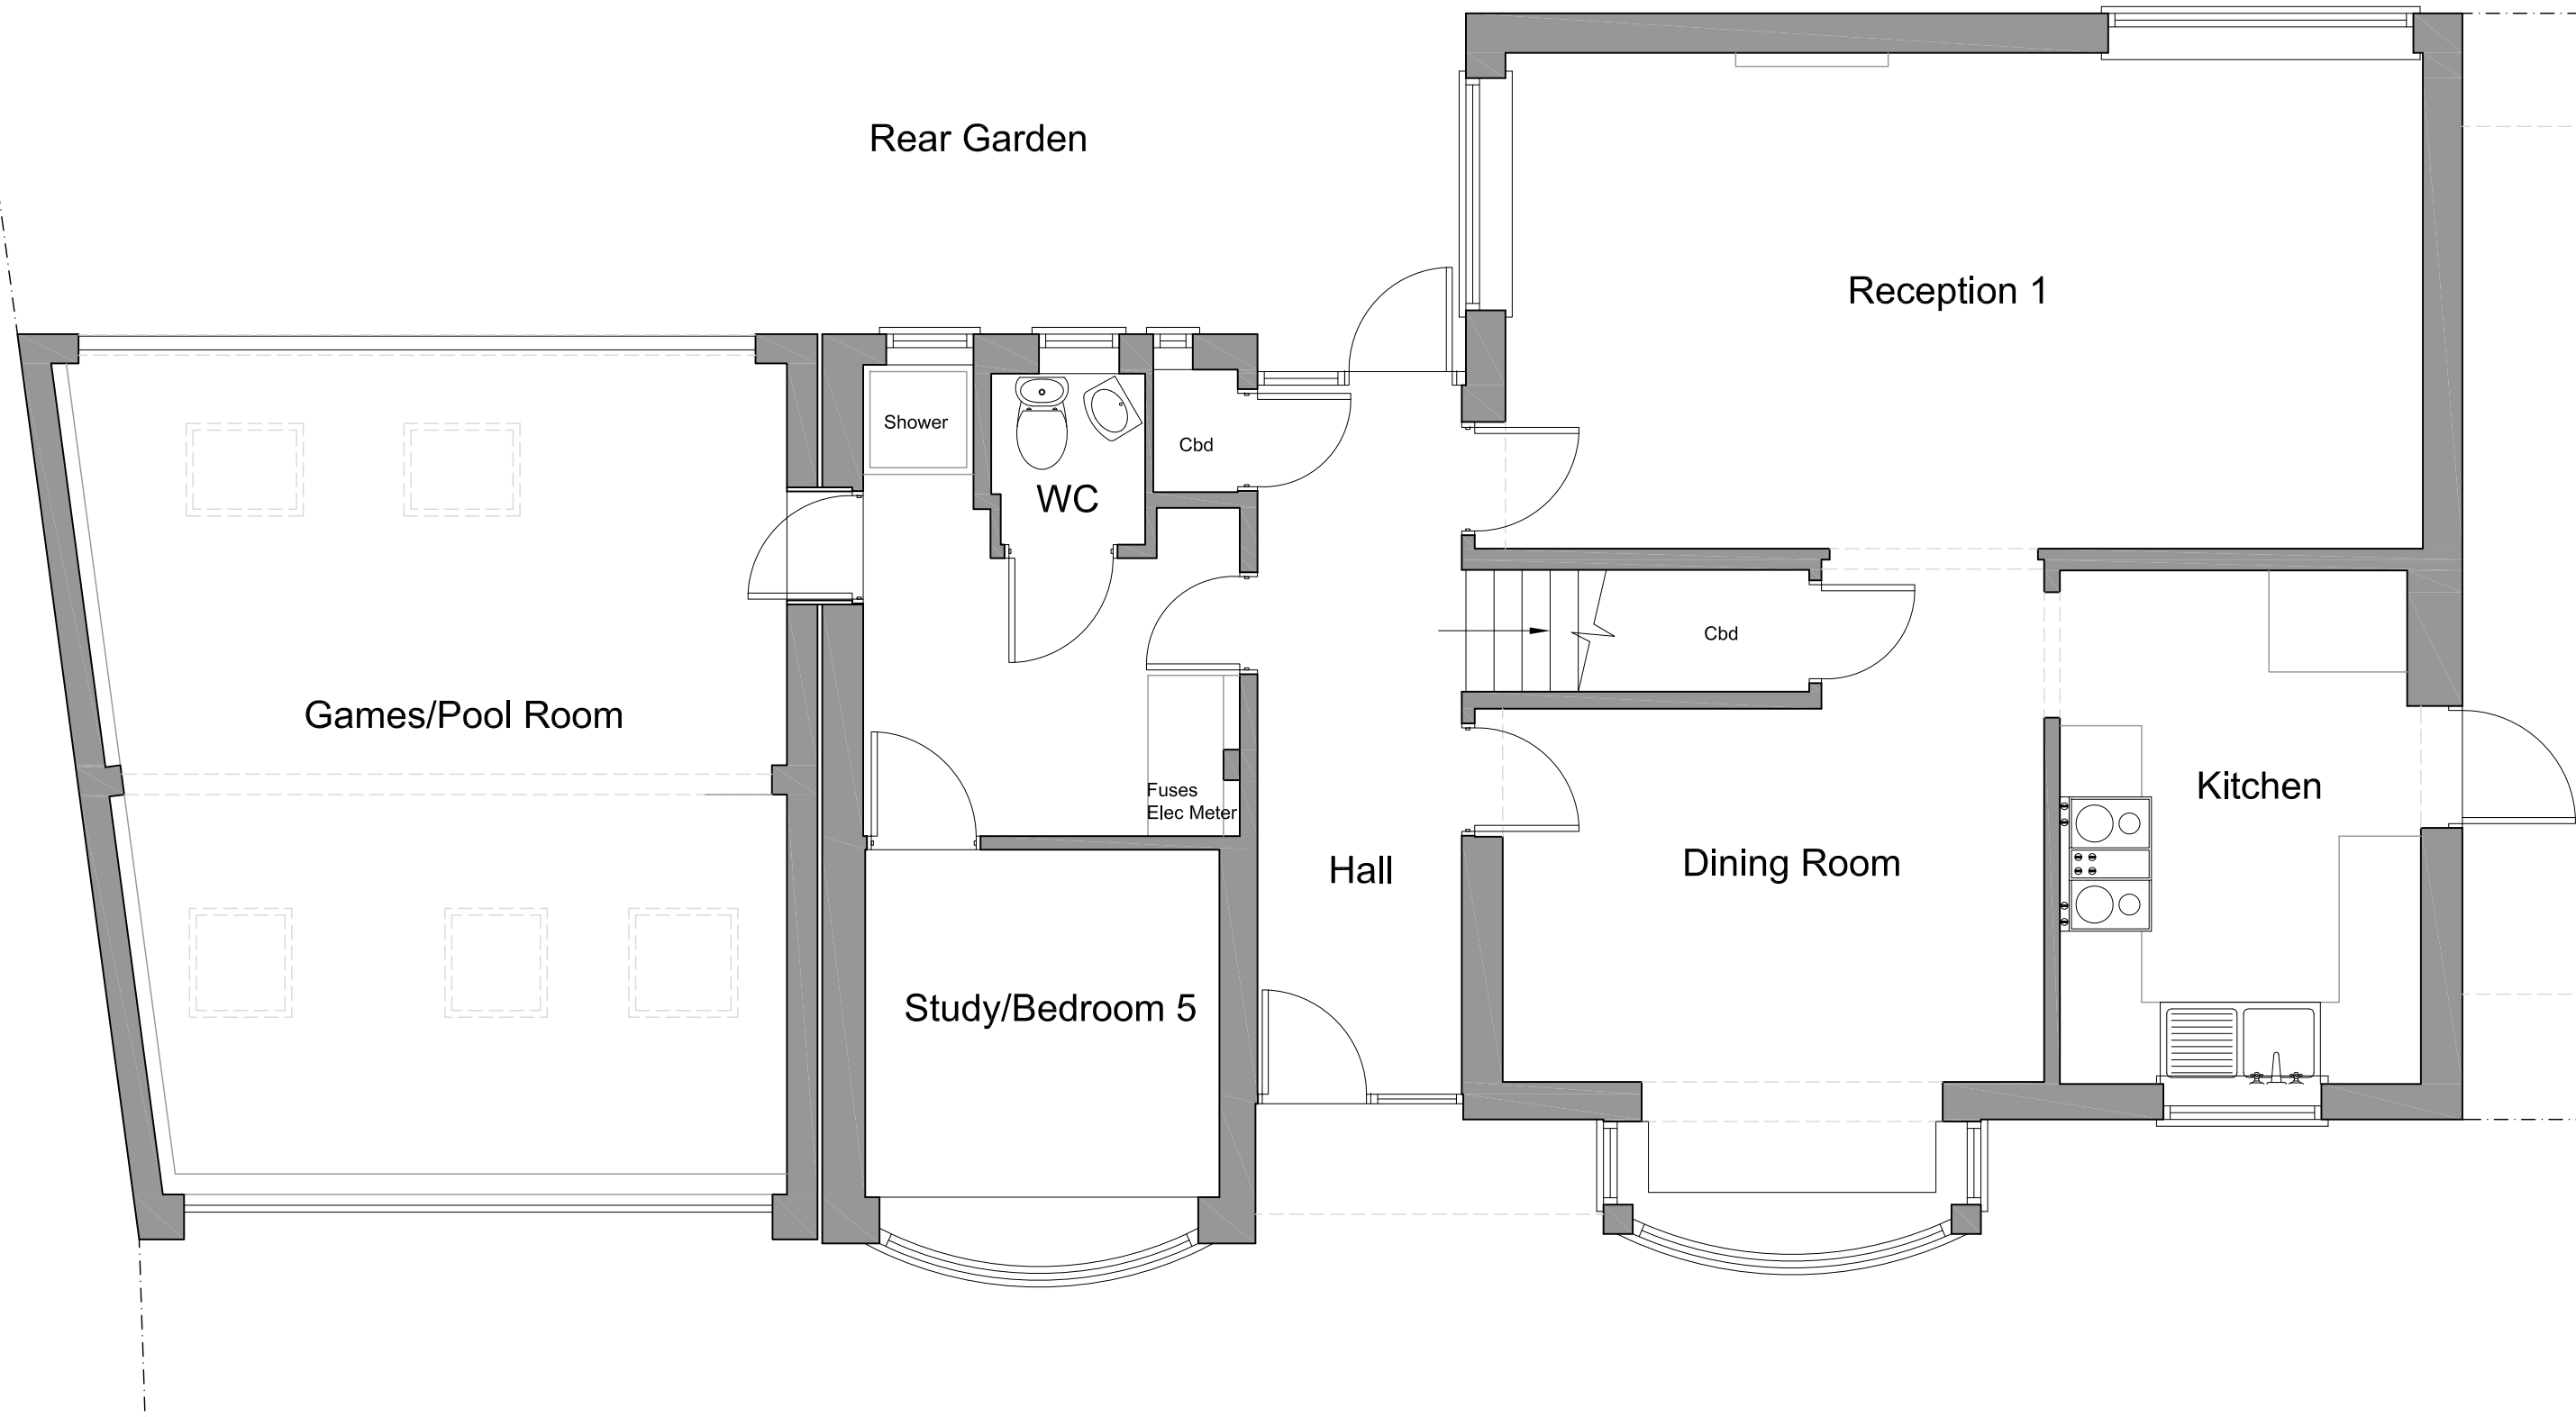 Rear Garden
Reception 1
Shower
Cbd
WC
Cbd
Games/Pool Room
Kitchen
Fuses
Elec Meter
Hall
Dining Room
Study/Bedroom 5